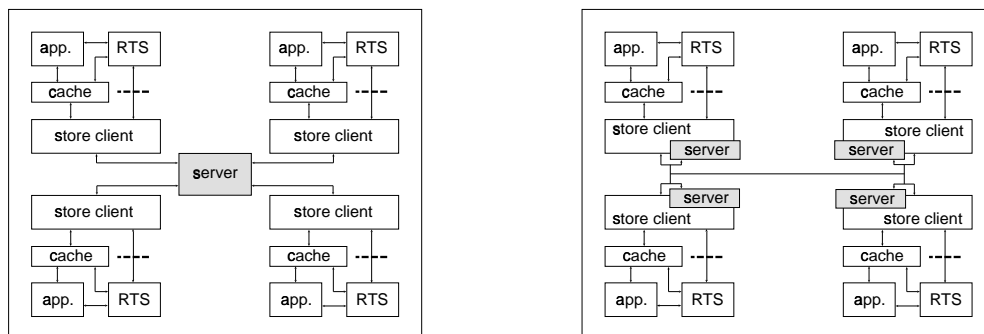 app. RTS app. RTS
cache cache
store client store client
server
store client store client
cache cache
app. RTS app. RTS
app. RTS app. RTS
cache cache
store client store client
server server
server server
store client store client
cache cache
app. RTS app. RTS